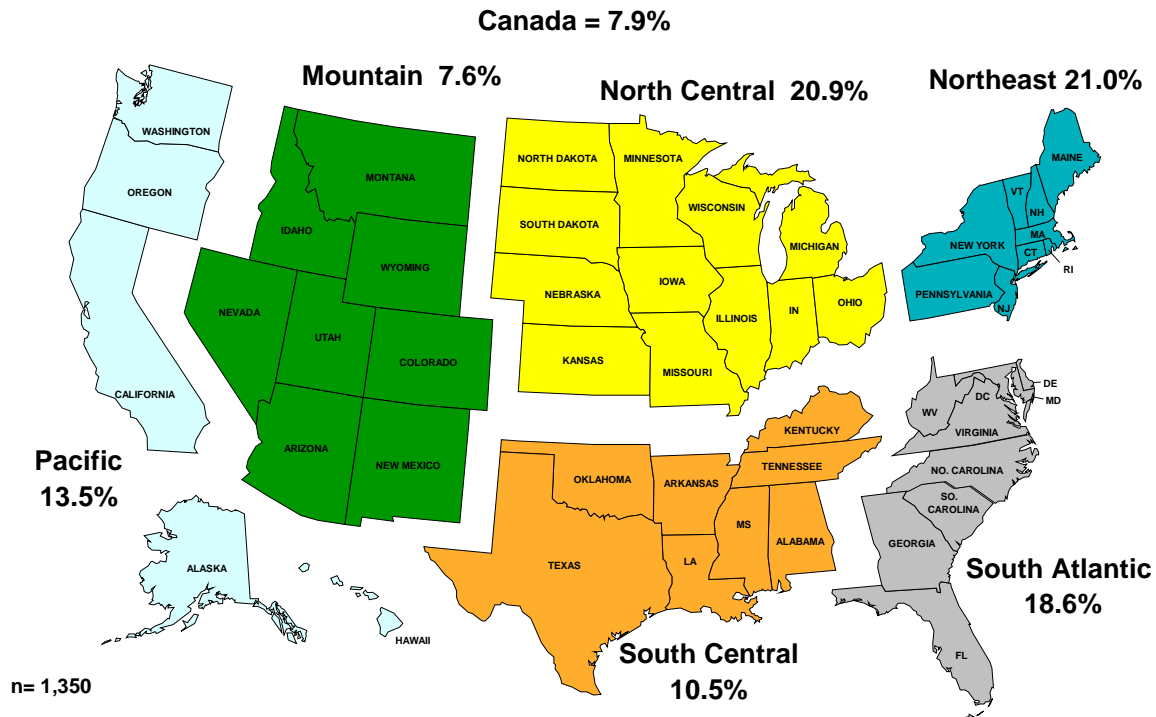 Canada = 7.9%
Mountain 7.6%
North Central 20.9%
Northeast 21.0%
WASHINGTON
OREGON
CALIFORNIA
Pacific
13.5%
ALASKA
HAWAII
MONTANA
IDAHO
WYOMING
NEVADA
UTAH
COLORADO
ARIZONA
NEW MEXICO
NORTH DAKOTA
MINNESOTA
SOUTH DAKOTA
WISCONSIN
MICHIGAN
NEBRASKA
IOWA
ILLINOIS
IN
OHIO
KANSAS
MISSOURI
MAINE
VT
NH
NEW YORK
MA
CT
RI
PENNSYLVANIA
NJ
KENTUCKY
TENNESSEE
OKLAHOMA
ARKANSAS
TEXAS
LA
MS
ALABAMA
South Central
10.5%
DE
MD
DC
WV
VIRGINIA
NO. CAROLINA
SO.
CAROLINA
GEORGIA
FL
South Atlantic
18.6%
n= 1,350